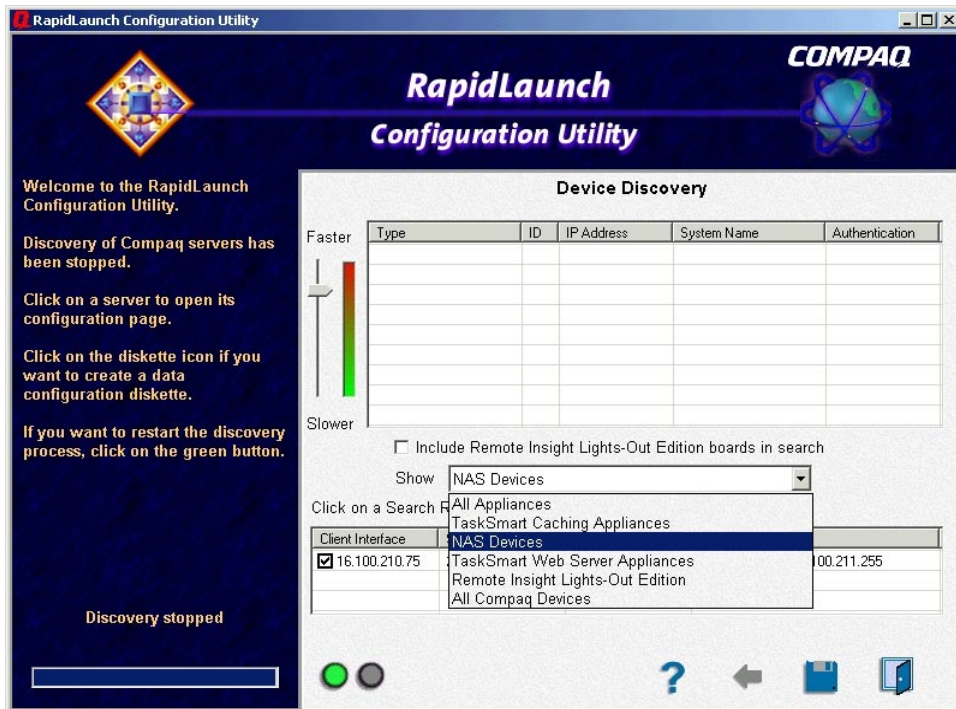 RapidLaunch Configuration Utility
COMPAQ
RapidLaunch
Configuration Utility
Welcome to the RapidLaunch
Configuration Utility.
Discovery of Compaq servers has
been stopped.
Click on a server to open its
configuration page.
Click on the diskette icon if you
want to create a data
configuration diskette.
If you want to restart the discovery
process, click on the green button.
Discovery stopped
Device Discovery
Faster
Slower
Type ID IP Address System Name Authentication
Include Remote Insight Lights-Out Edition boards in search
Show NAS Devices
All Appliances
TaskSmart Caching Appliances
NAS Devices
TaskSmart Web Server Appliances
Remote Insight Lights-Out Edition
All Compaq Devices
Click on a Search
Client Interface
16.100.210.75 00.211.255
?